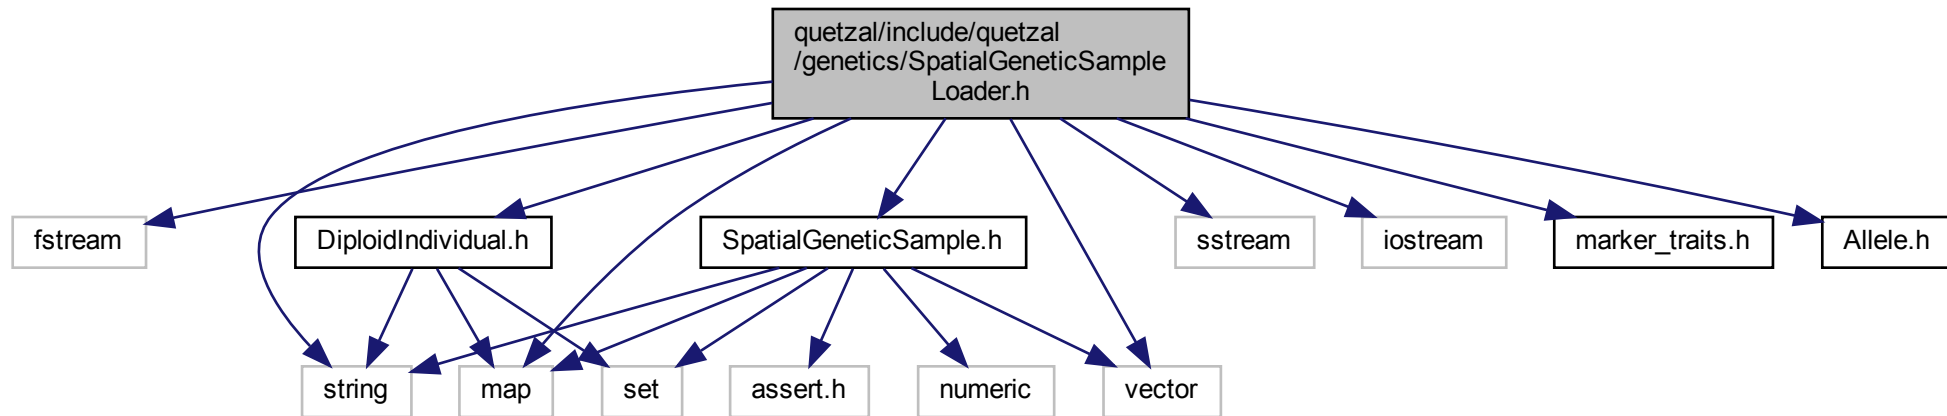 quetzal/include/quetzal
/genetics/SpatialGeneticSample
Loader.h
fstream
DiploidIndividual.h
SpatialGeneticSample.h
sstream
iostream
marker_traits.h
Allele.h
string
map
set
assert.h
numeric
vector